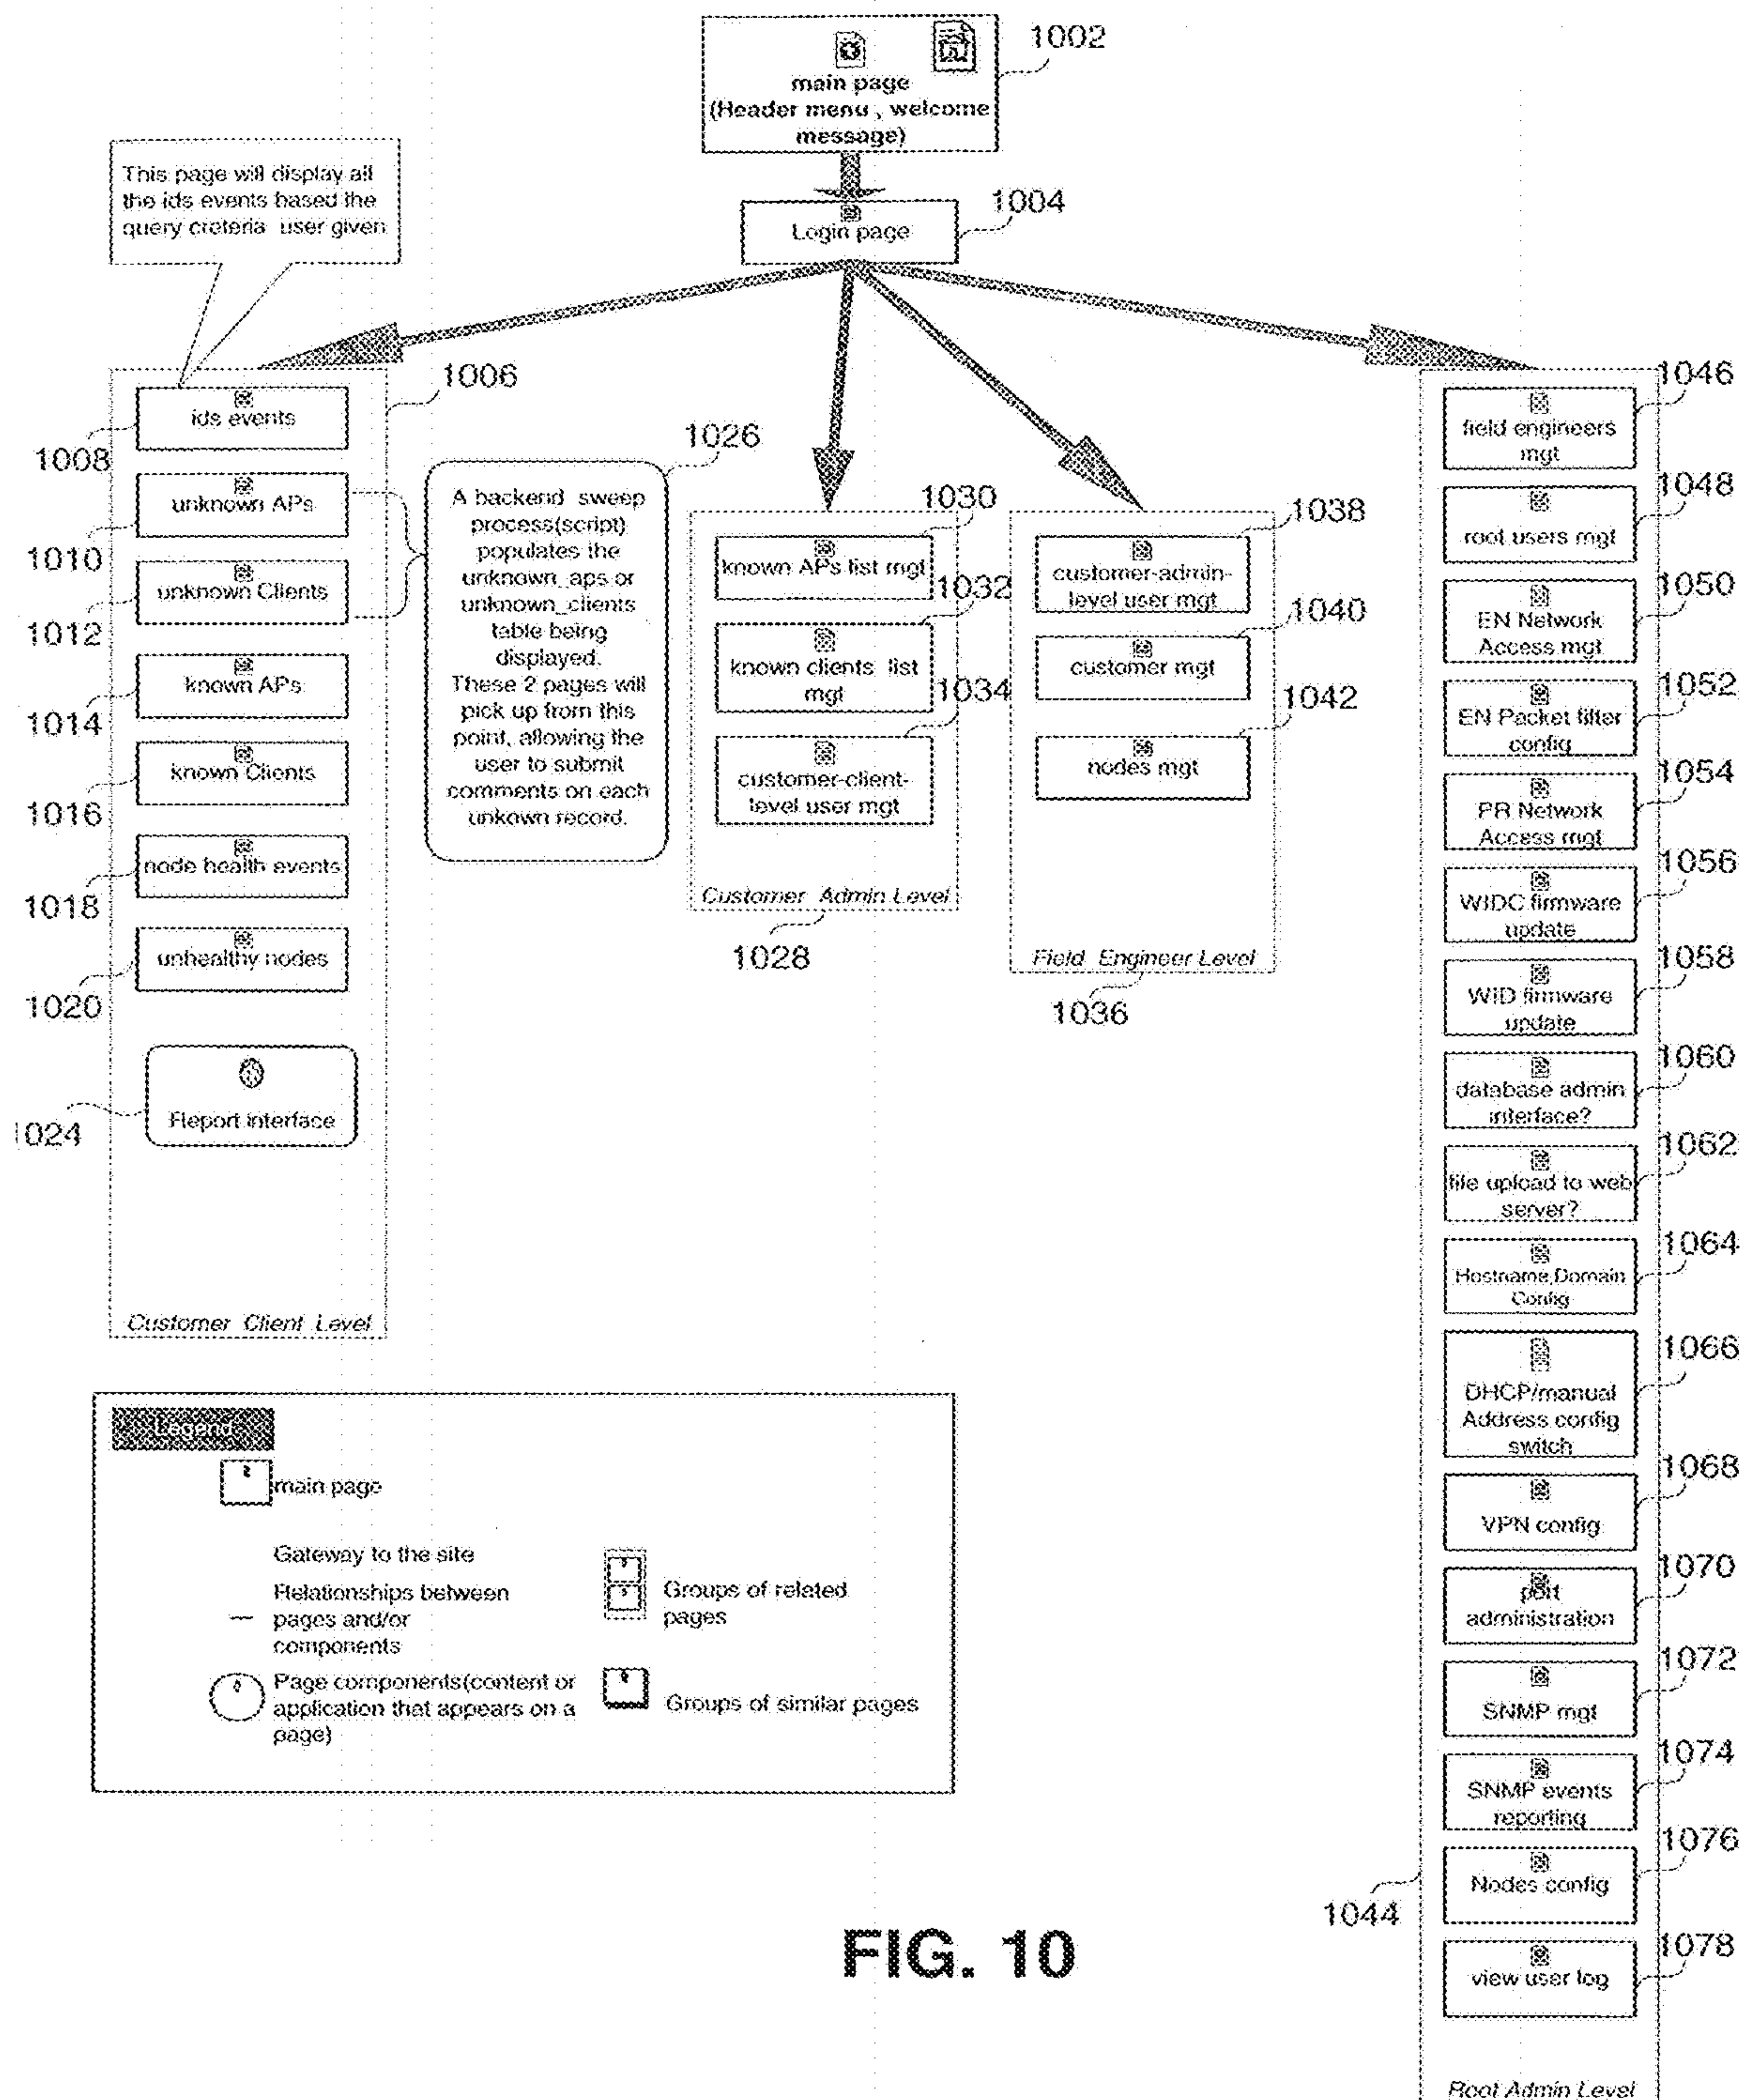 1002
main page
(Header menu , welcome
message)
This page will display all
the ids events based the
query creteria user given
1004
Login page
1006
ids events
1008
unknown APs
1010
unknown Clients
1012
known APs
1014
known Clients
1016
node health events
1018
unhealthy nodes
1020
Report interface
1024
Customer Client Level
1026
A backend sweep
process(script)
populates the
unknown_aps or
unknown_clients
table being
displayed.
These 2 pages will
pick up from this
point, allowing the
user to submit
comments on each
unkown record.
1030
known APs list mgt
1032
known clients list
mgt
1034
customer-client-
level user mgt
Customer Admin Level
1028
1038
customer-admin-
level user mgt
1040
customer mgt
1042
nodes mgt
Field Engineer Level
1036
1046
field engineers
mgt
1048
root users mgt
1050
EN Network
Access mgt
1052
EN Packet filter
config
1054
PR Network
Access mgt
1056
WIDC firmware
update
1058
WID firmware
update
1060
database admin
interface?
1062
file upload to web
server?
1064
Hostname,Domain
Config
1066
DHCP/manual
Address config
switch
1068
VPN config
1070
port
administration
1072
SNMP mgt
1074
SNMP events
reporting
1076
Nodes config
1044
1078
view user log
Root Admin Level
Legend
main page
Gateway to the site
Relationships between
pages and/or
components
Page components(content or
application that appears on a
page)
Groups of related
pages
Groups of similar pages
FIG. 10